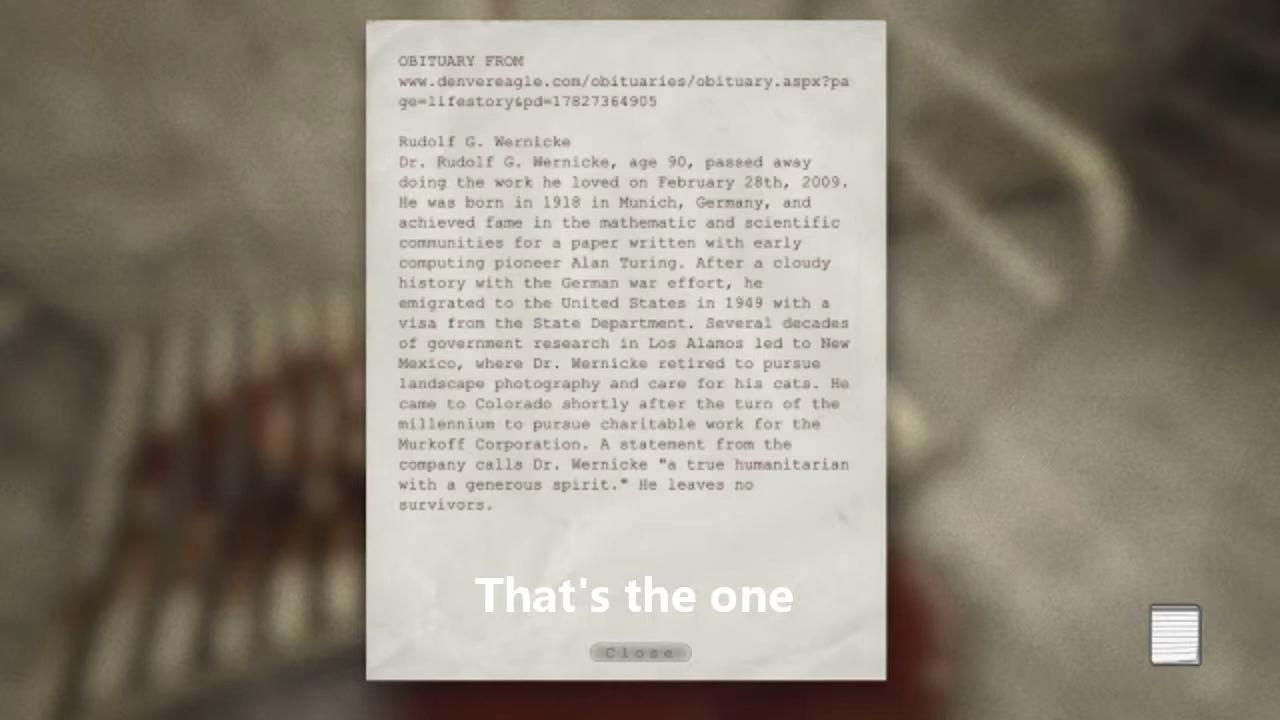 OBITUARY FROM
www.denvereagle.com/obituaries/obituary.aspx?pa
ge=lifestory&pd=17827364905
Rudolf G. Wernicke
Dr. Rudolf G. Wernicke, age 90, passed away
doing the work he loved on February 28th, 2009.
He was born in 1918 in Munich, Germany, and
achieved fame in the mathematic and scientific
communities for a paper written with early
computing pioneer Alan Turing. After a cloudy
history with the German war effort, he
emigrated to the United States in 1949 with a
visa from the State Department. Several decades
of government research in Los Alamos led to New
Mexico, where Dr. Wernicke retired to pursue
landscape photography and care for his cats. He
came to Colorado shortly after the turn of the
millennium to pursue charitable work for the
Murkoff Corporation. A statement from the
company calls Dr. Wernicke "a true humanitarian
with a generous spirit." He leaves no
survivors.
That's the one
Close